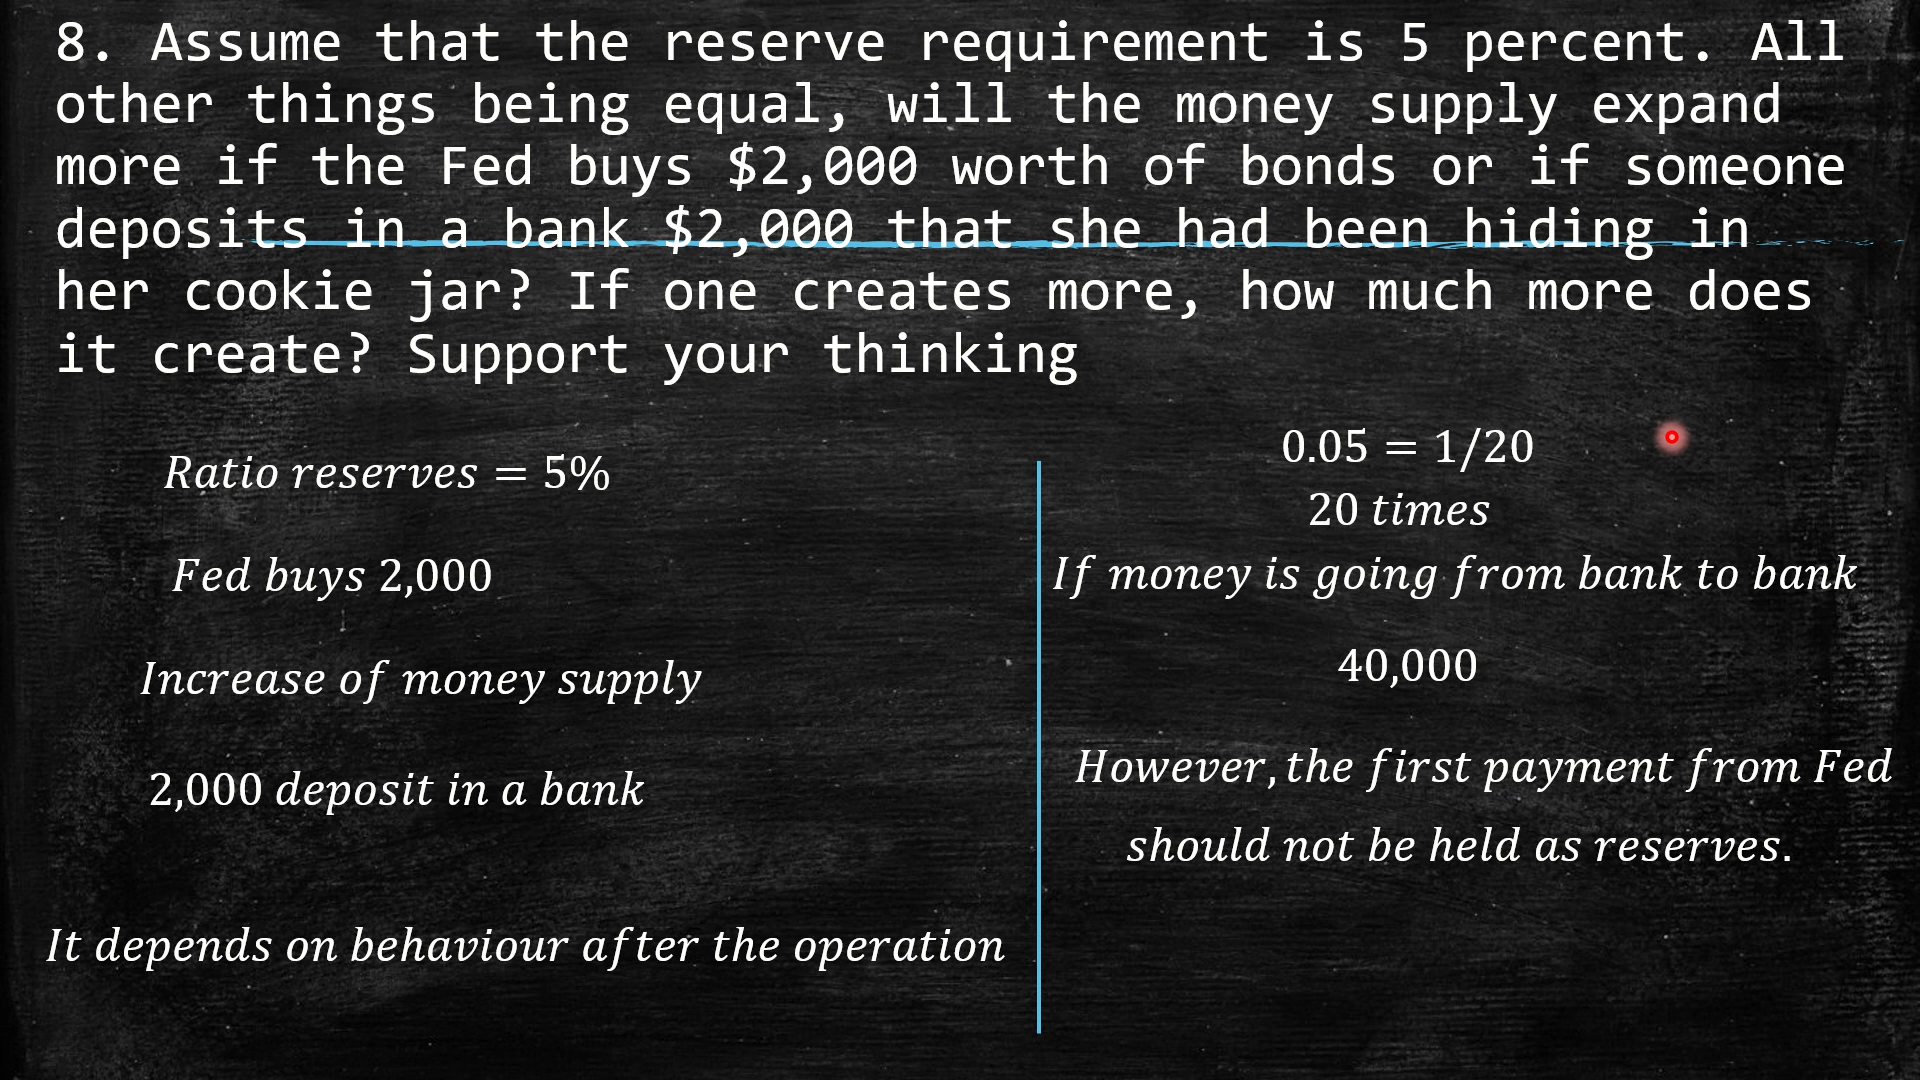 8. Assume that the reserve requirement is 5 percent. All
other things being equal, will the money supply expand
more if the Fed buys $2,000 worth of bonds or if someone
deposits in a bank $2,000 that she had been hiding in
her cookie jar? If one creates more, how much more does
it create? Support your thinking
Ratio reserves = 5%
Fed buys 2,000
Increase of money supply
2,000 deposit in a bank
It depends on behaviour after the operation
0.05 = 1/20
20 times
If money is going from bank to bank
40,000
However, the first payment from Fed
should not be held as reserves.